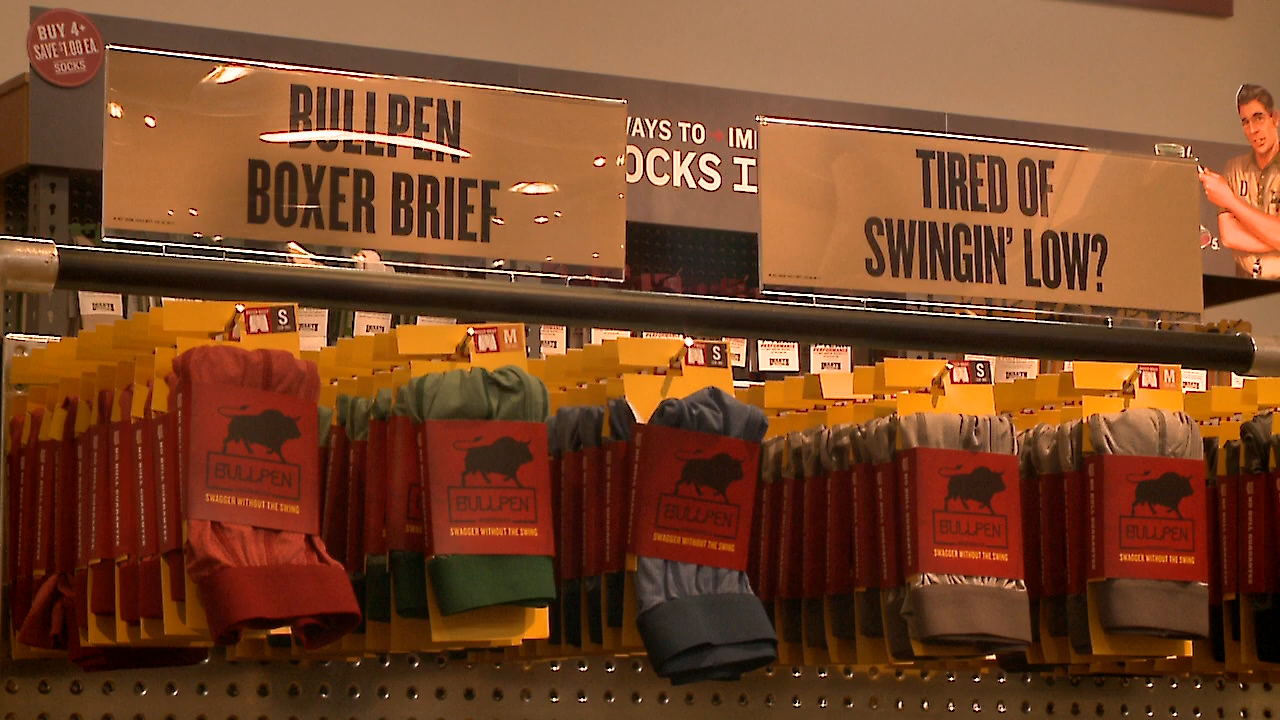 BUY 4+
SAVE $1.00 EA.
SOCKS
BULLPEN
BOXER BRIEF
WAYS TO
OCKS I
TIRED OF
SWINGIN' LOW?
S
M
S
S
M
BULLPEN
SWAGGER WITHOUT THE SWING
BULLPEN
SWAGGER WITHOUT THE SWING
BULLPEN
SWAGGER WITHOUT THE SWING
BULLPEN
SWAGGER WITHOUT THE SWING
BULLPEN
SWAGGER WITHOUT THE SWING